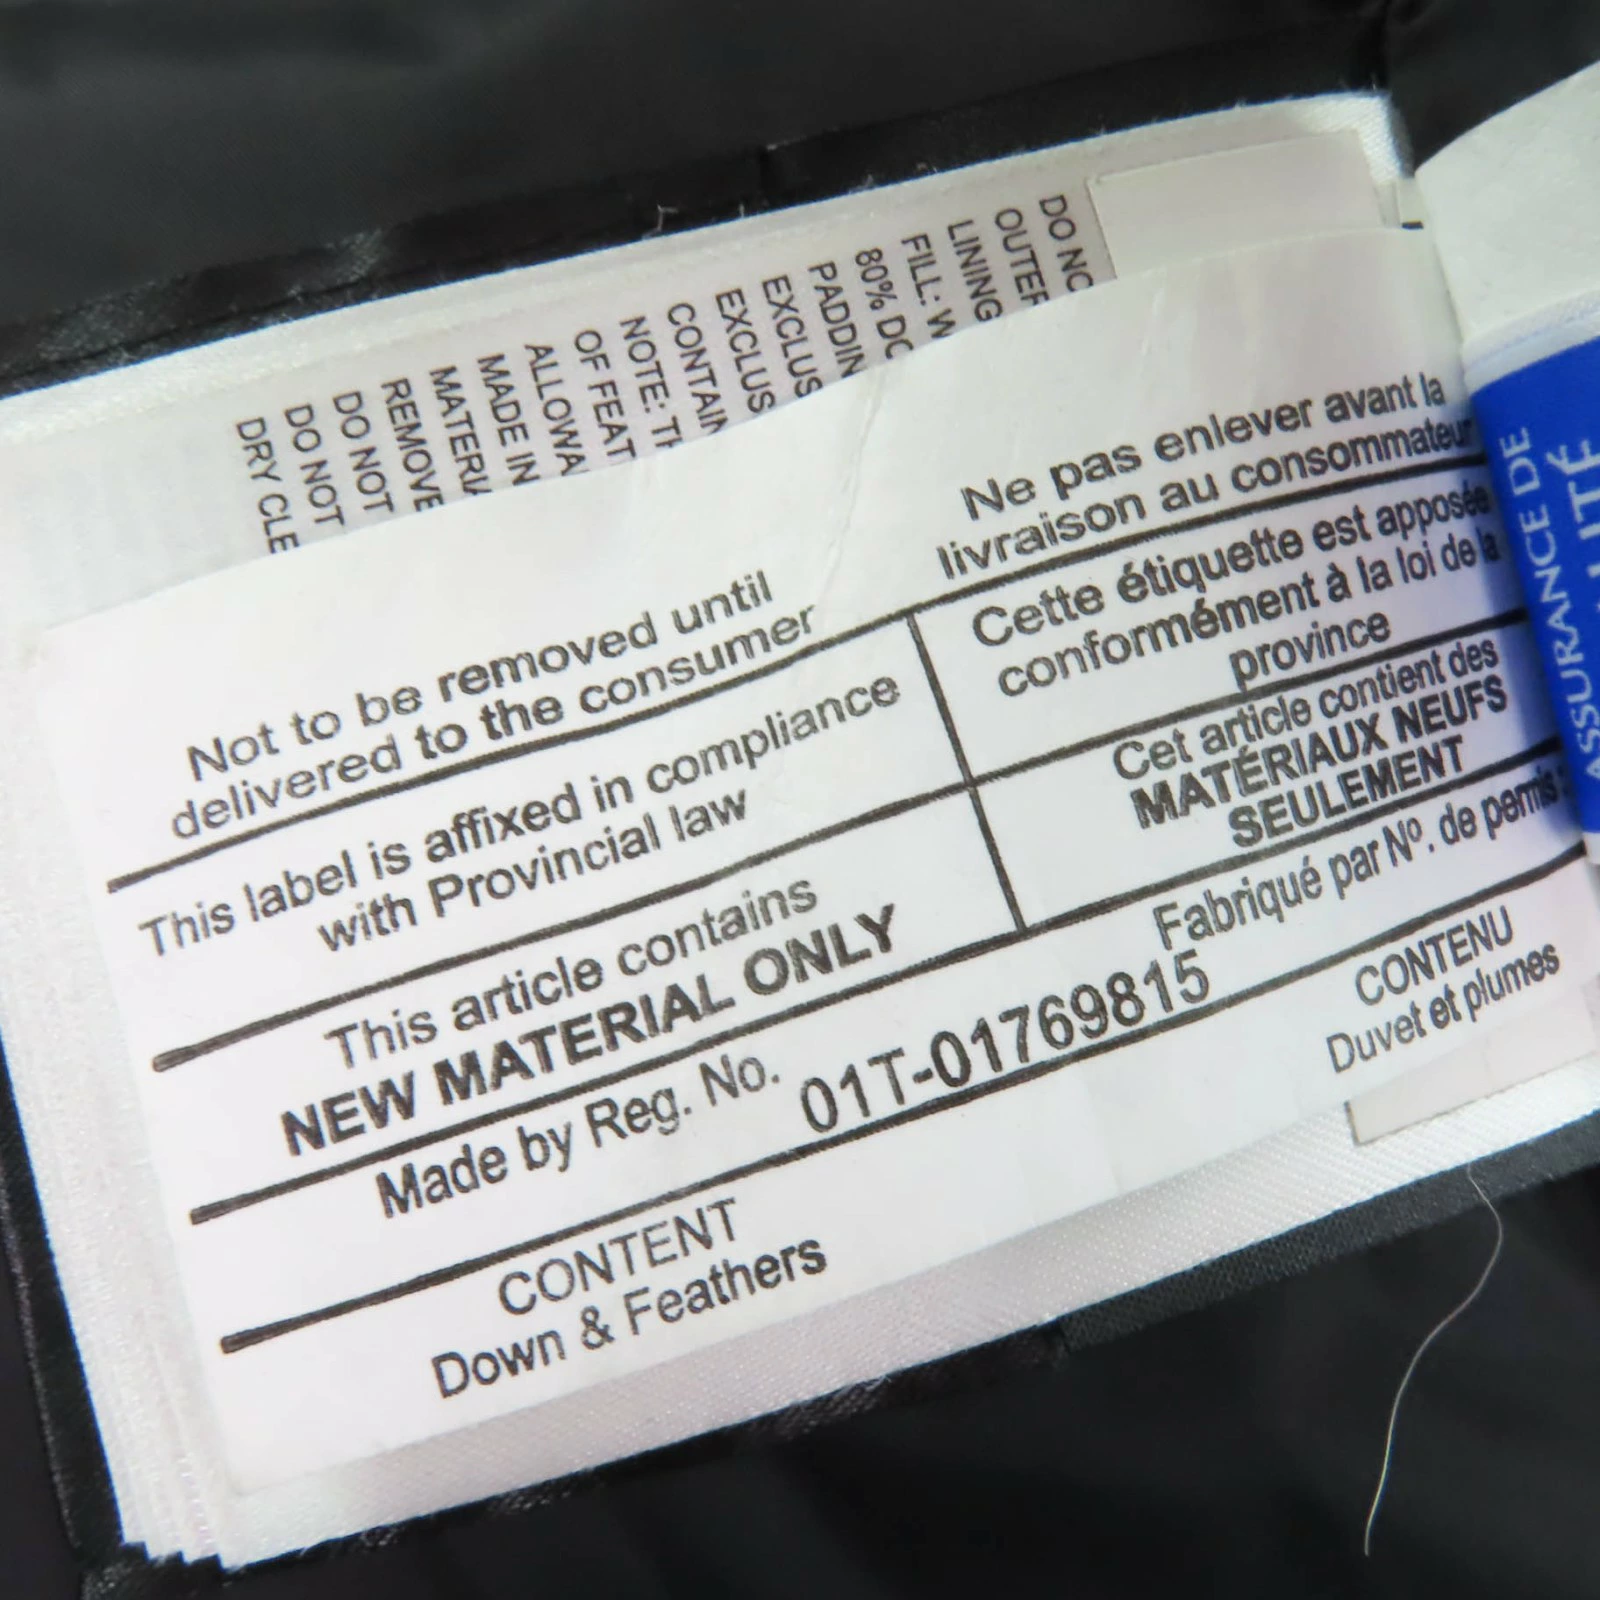 DO NO
OUTER
LINING
FILL: W
80% DO
PADDIN
EXCLUS
EXCLUS
CONTAIN
NOTE: TH
OF FEAT
ALLOWA
MADE IN
MATERIA
REMOVE
DO NOT
DO NOT
DRY CLE
Not to be removed until
delivered to the consumer
Ne pas enlever avant la
livraison au consommateur
This label is affixed in compliance
with Provincial law
Cette étiquette est apposée
conformément à la loi de la
province
This article contains
NEW MATERIAL ONLY
Cet article contient des
MATÉRIAUX NEUFS
SEULEMENT
Made by Reg. No.
01T-01769815
Fabriqué par Nº. de permis :
CONTENT
Down & Feathers
CONTENU
Duvet et plumes
ASSURANCE DE